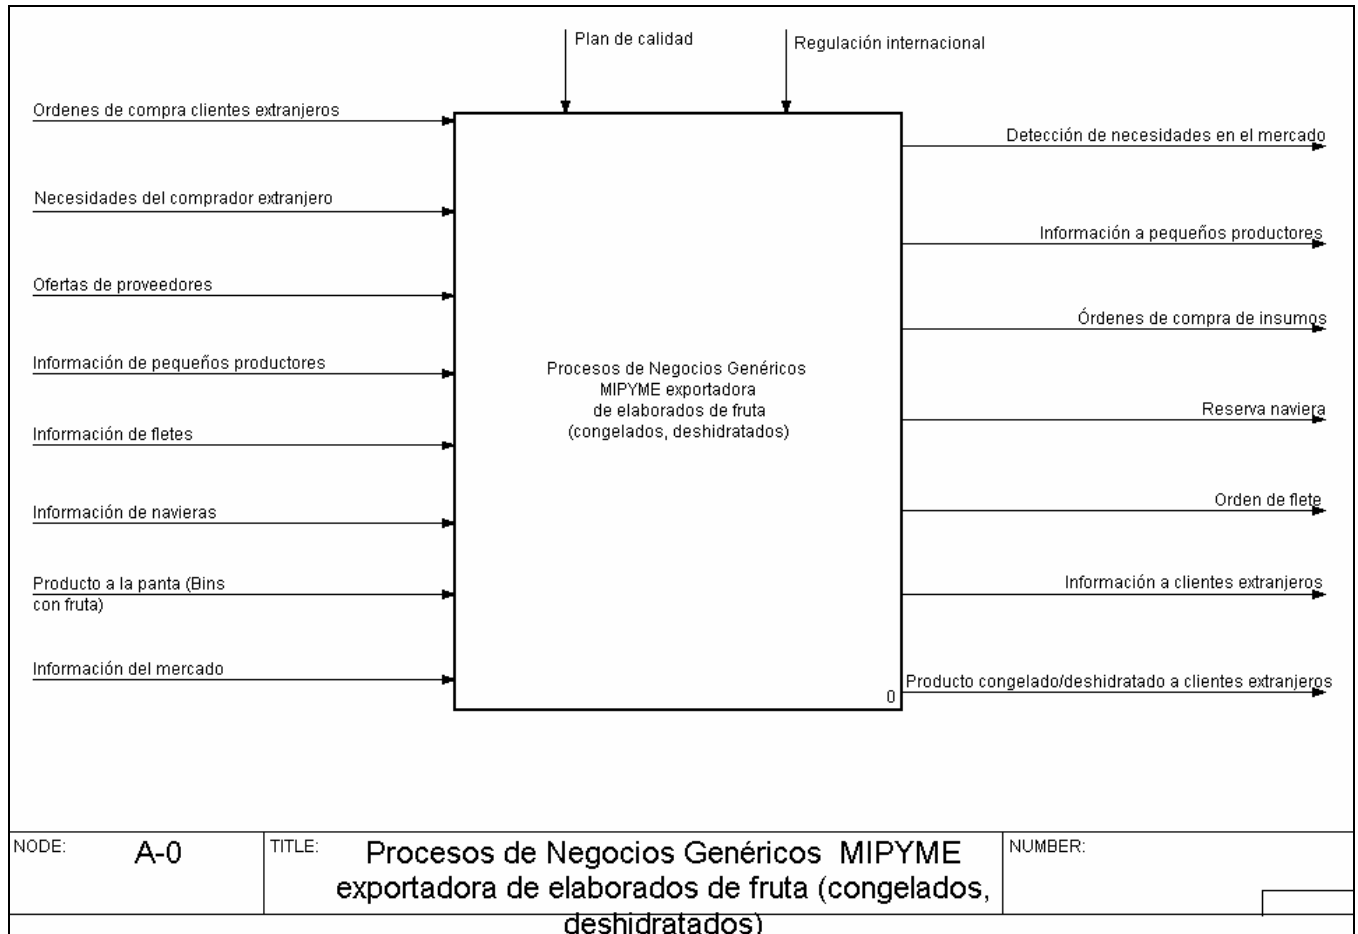 Plan de calidad
Regulación internacional
Ordenes de compra clientes extranjeros
Necesidades del comprador extranjero
Ofertas de proveedores
Información de pequeños productores
Información de fletes
Información de navieras
Producto a la panta (Bins
con fruta)
Información del mercado
Procesos de Negocios Genéricos
MIPYME exportadora
de elaborados de fruta
(congelados, deshidratados)
0
Detección de necesidades en el mercado
Información a pequeños productores
Órdenes de compra de insumos
Reserva naviera
Orden de flete
Información a clientes extranjeros
Producto congelado/deshidratado a clientes extranjeros
NODE:
A-0
TITLE:
Procesos de Negocios Genéricos MIPYME
exportadora de elaborados de fruta (congelados,
deshidratados)
NUMBER: